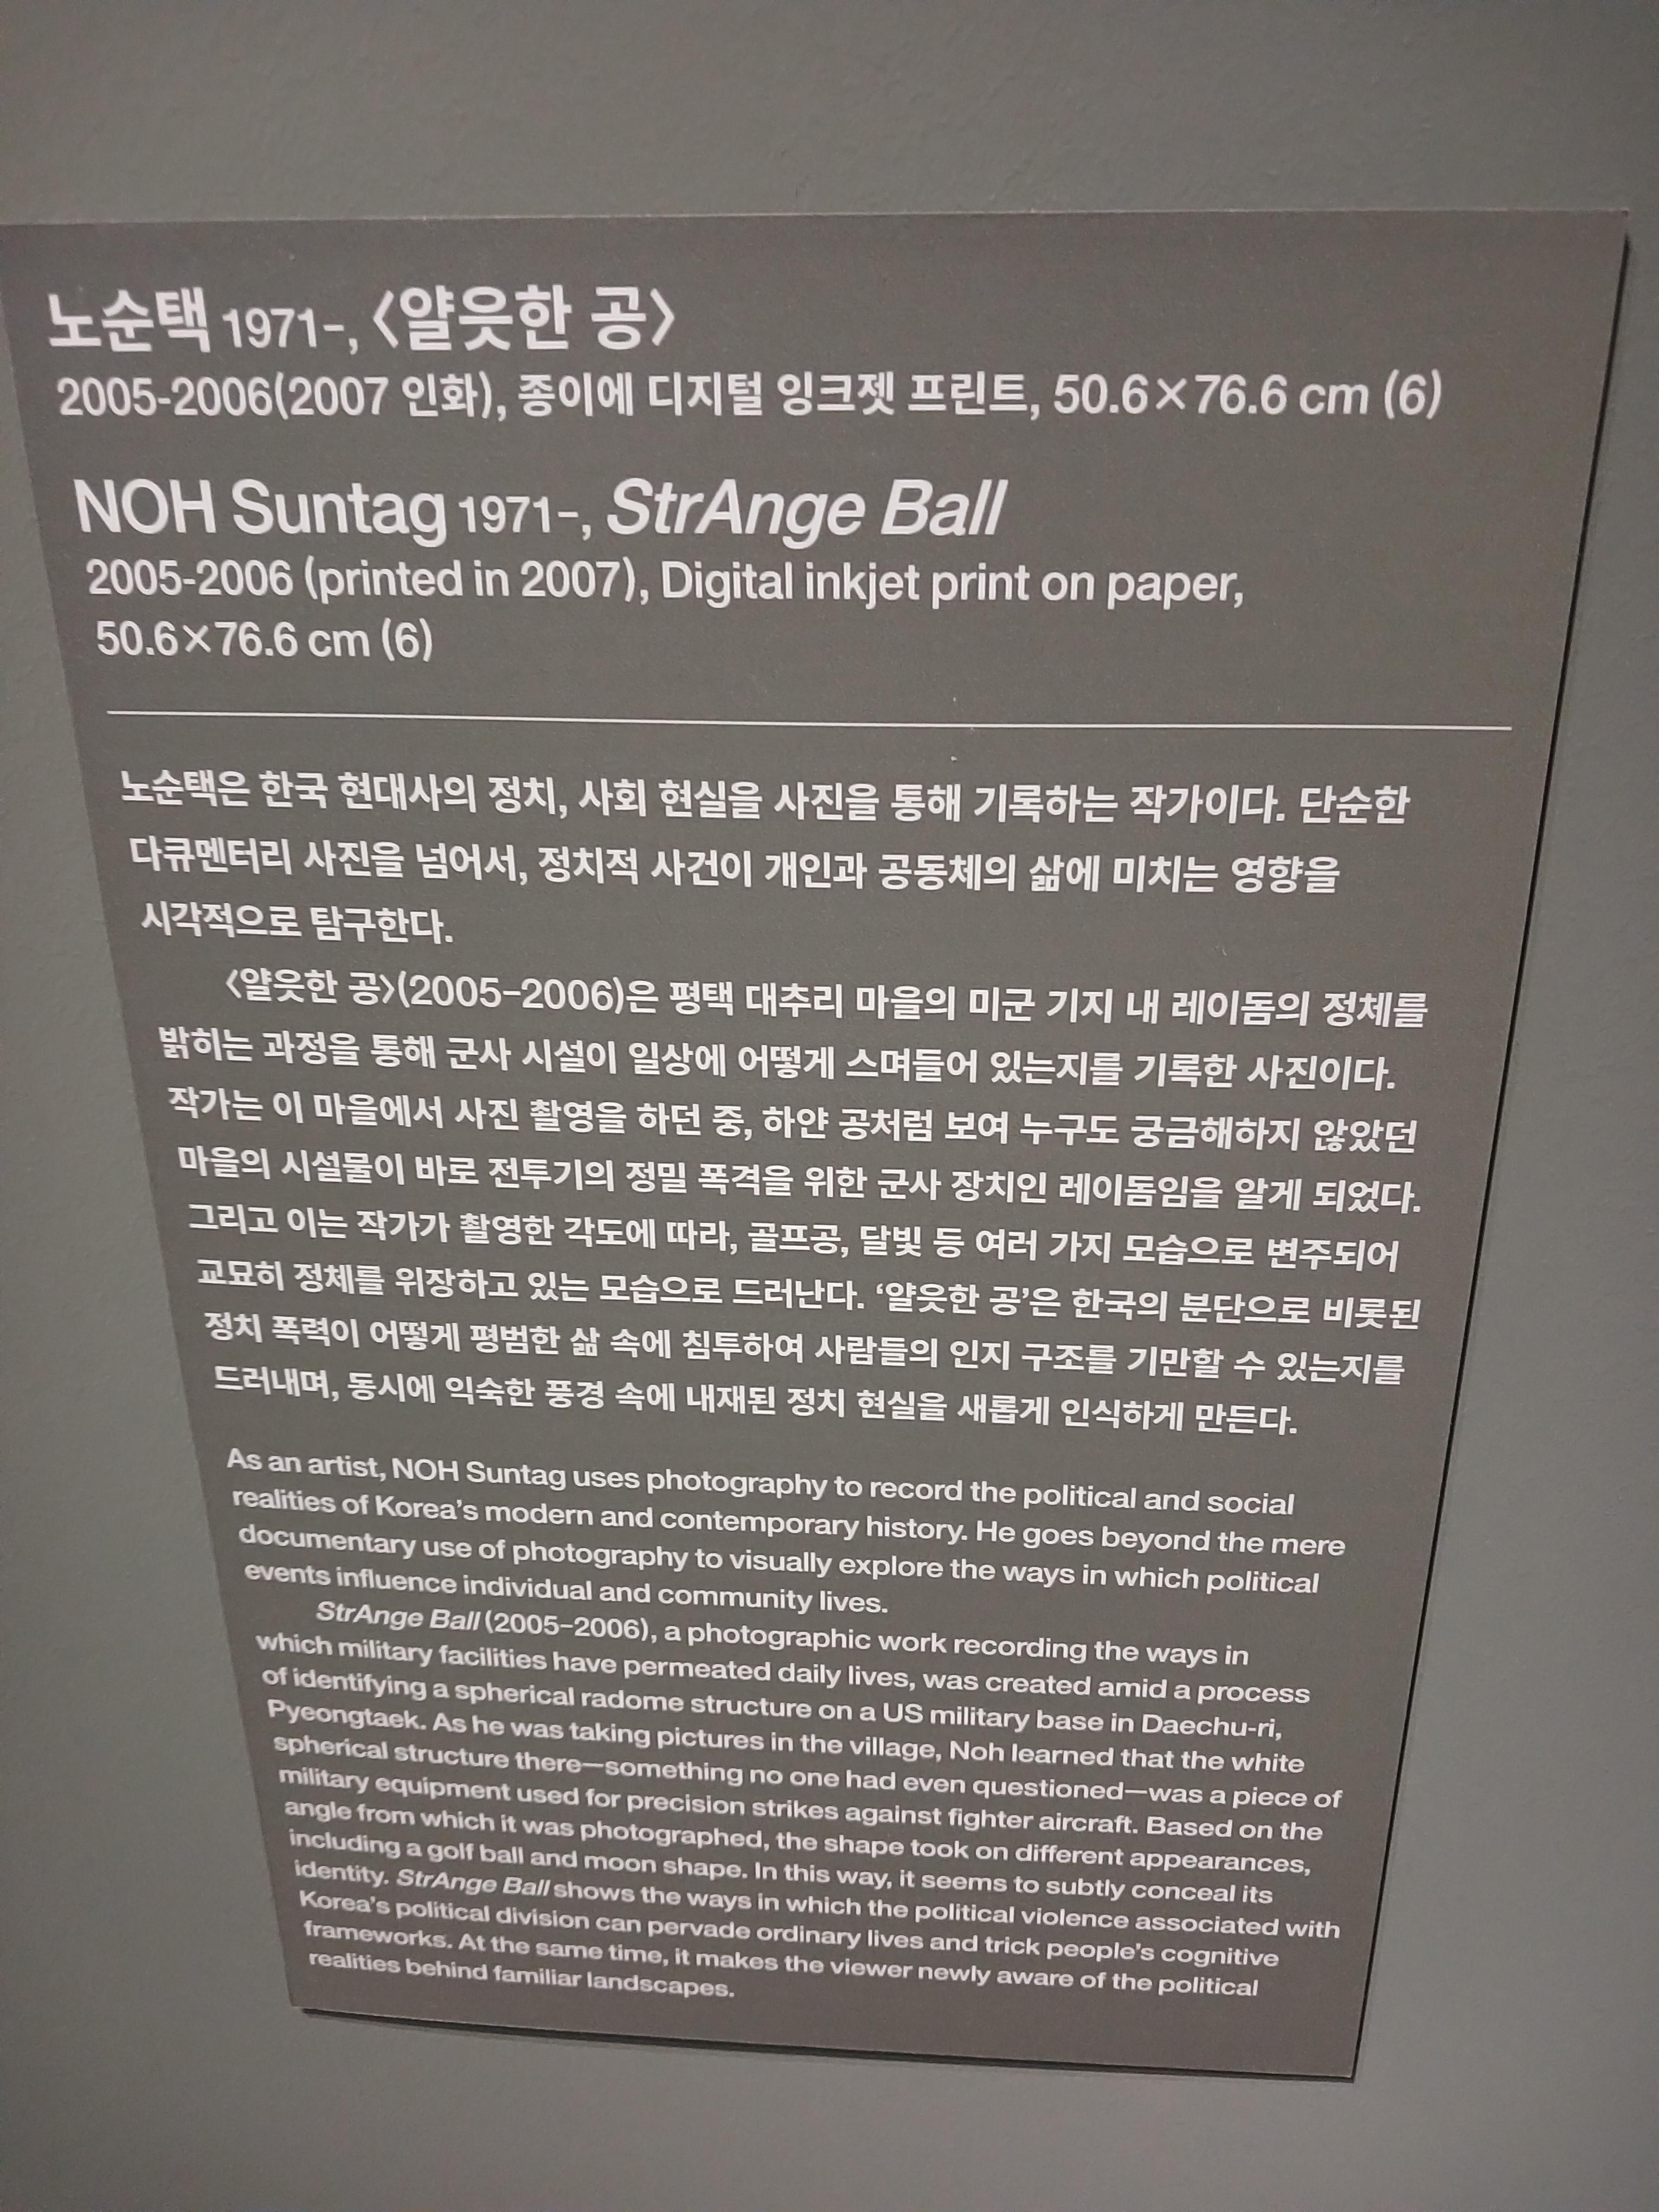 노순택 1971–, 〈얄읏한 공〉
2005-2006(2007 인화), 종이에 디지털 잉크젯 프린트, 50.6×76.6 cm (6)
NOH Suntag 1971–, StrAnge Ball
2005-2006 (printed in 2007), Digital inkjet print on paper,
50.6×76.6 cm (6)
노순택은 한국 현대사의 정치, 사회 현실을 사진을 통해 기록하는 작가이다. 단순한
다큐멘터리 사진을 넘어서, 정치적 사건이 개인과 공동체의 삶에 미치는 영향을
시각적으로 탐구한다.
〈얄읏한 공〉(2005–2006)은 평택 대추리 마을의 미군 기지 내 레이돔의 정체를
밝히는 과정을 통해 군사 시설이 일상에 어떻게 스며들어 있는지를 기록한 사진이다.
작가는 이 마을에서 사진 촬영을 하던 중, 하얀 공처럼 보여 누구도 궁금해하지 않았던
마을의 시설물이 바로 전투기의 정밀 폭격을 위한 군사 장치인 레이돔임을 알게 되었다.
그리고 이는 작가가 촬영한 각도에 따라, 골프공, 달빛 등 여러 가지 모습으로 변주되어
교묘히 정체를 위장하고 있는 모습으로 드러난다. ‘얄읏한 공’은 한국의 분단으로 비롯된
정치 폭력이 어떻게 평범한 삶 속에 침투하여 사람들의 인지 구조를 기만할 수 있는지를
드러내며, 동시에 익숙한 풍경 속에 내재된 정치 현실을 새롭게 인식하게 만든다.
As an artist, NOH Suntag uses photography to record the political and social
realities of Korea’s modern and contemporary history. He goes beyond the mere
documentary use of photography to visually explore the ways in which political
events influence individual and community lives.
StrAnge Ball (2005–2006), a photographic work recording the ways in
which military facilities have permeated daily lives, was created amid a process
of identifying a spherical radome structure on a US military base in Daechu-ri,
Pyeongtaek. As he was taking pictures in the village, Noh learned that the white
spherical structure there—something no one had even questioned—was a piece of
military equipment used for precision strikes against fighter aircraft. Based on the
angle from which it was photographed, the shape took on different appearances,
including a golf ball and moon shape. In this way, it seems to subtly conceal its
identity. StrAnge Ball shows the ways in which the political violence associated with
Korea’s political division can pervade ordinary lives and trick people’s cognitive
frameworks. At the same time, it makes the viewer newly aware of the political
realities behind familiar landscapes.